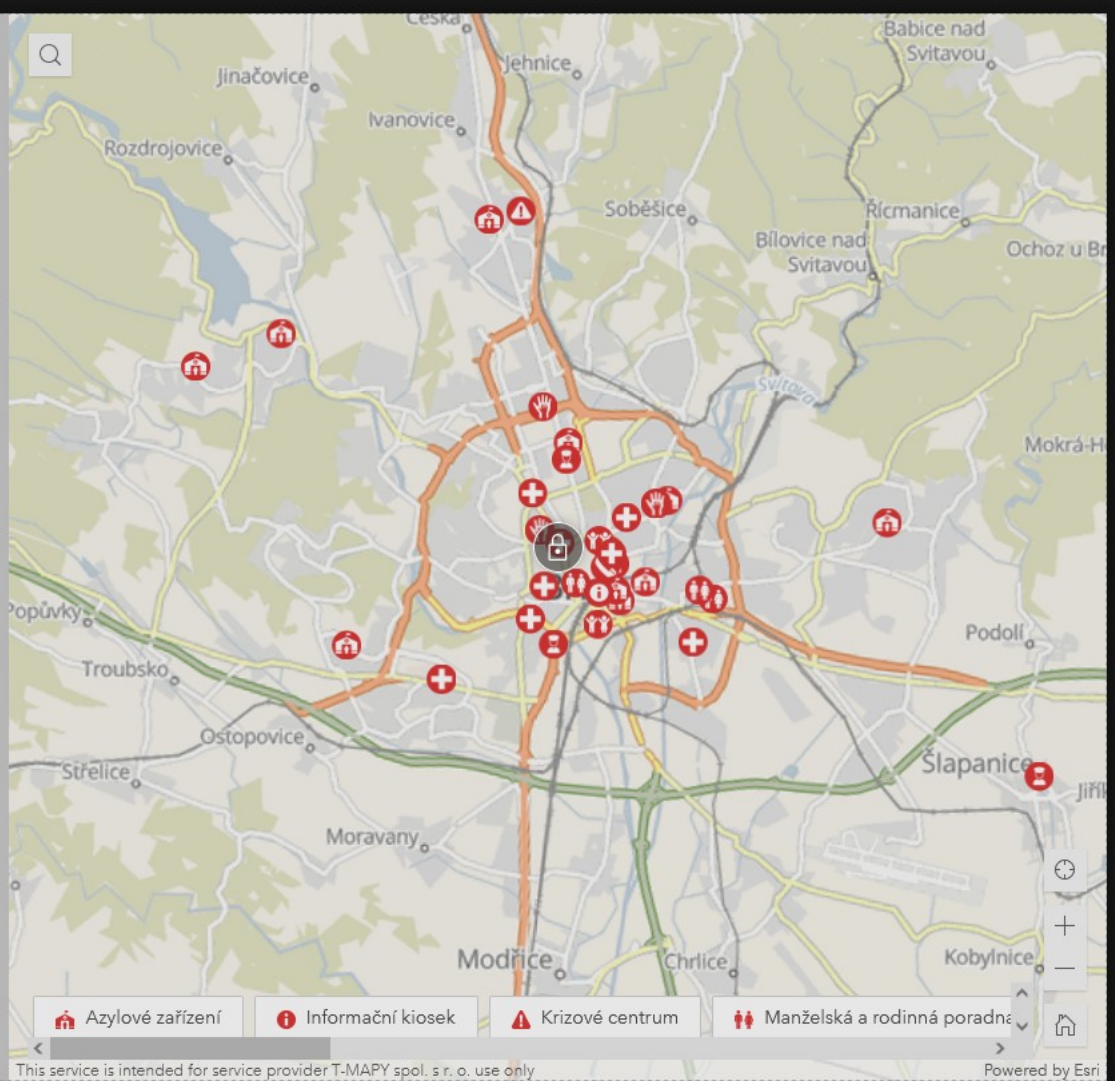 Česká
Babice nad
Svitavou
Jehnice
Jinačovice
Ivanovice
Rozdrojovice
Soběšice
Řícmanice
Bílovice nad
Svitavou
Ochoz u Br
Svitava
Mokrá-H
Popůvky
Podolí
Troubsko
Ostopovice
Střelice
Šlapanice
Jiřík
Moravany
Modřice
Chrlice
Kobylnice
Azylové zařízení
Informační kiosek
Krizové centrum
Manželská a rodinná poradna
This service is intended for service provider T-MAPY spol. s r. o. use only
Powered by Esri